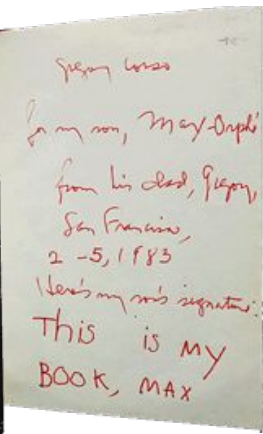 Gregory Corso
for my son, Max-Orphé
from his dad, Gregory,
San Francisco,
2-5, 1983
Here's my son's signature:
This is MY
BOOK, MAX